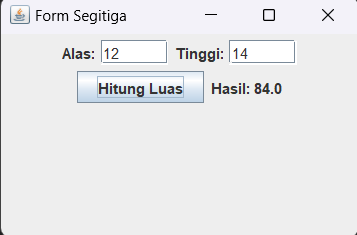 Form Segitiga
Alas: 12 Tinggi: 14
Hitung Luas Hasil: 84.0